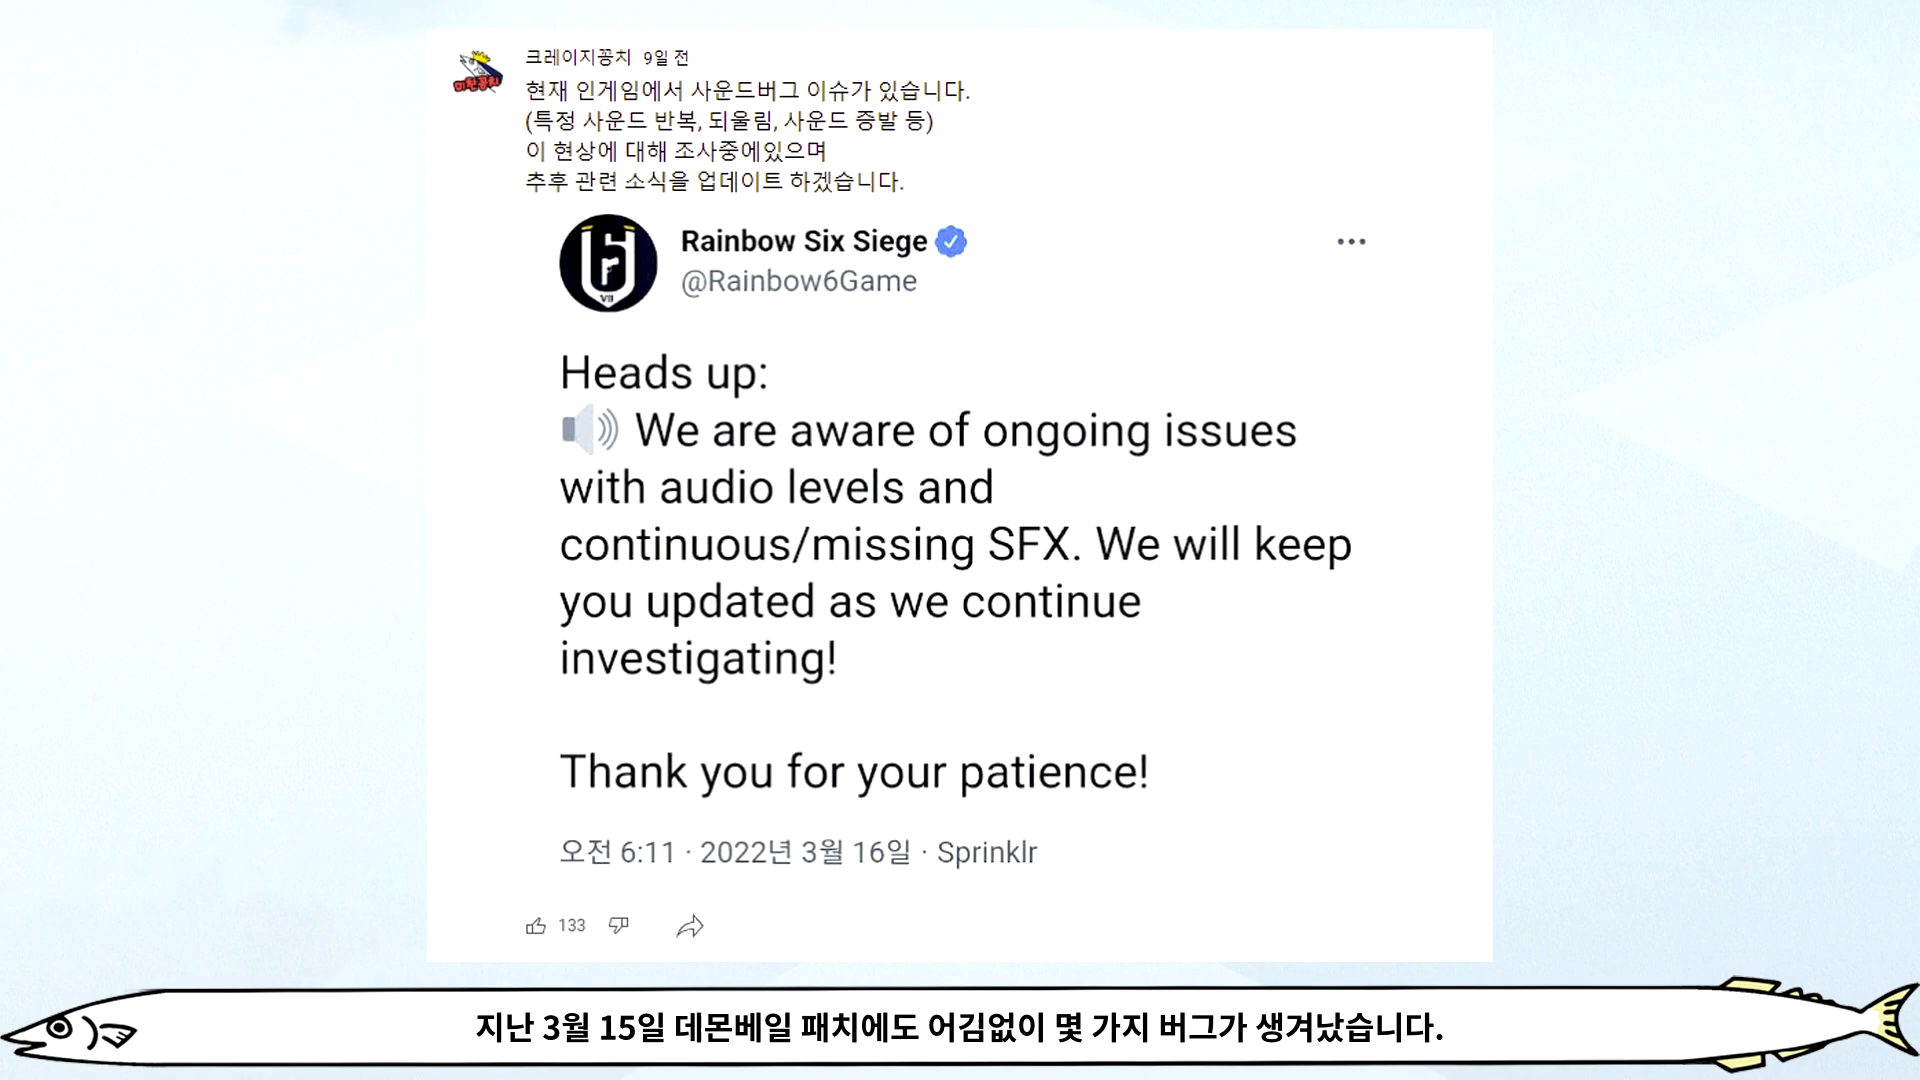 크레이지꽁치 9일 전
미친꽁치
현재 인게임에서 사운드버그 이슈가 있습니다.
(특정 사운드 반복, 되울림, 사운드 증발 등)
이 현상에 대해 조사중에있으며
추후 관련 소식을 업데이트 하겠습니다.
Rainbow Six Siege
@Rainbow6Game
VII
Heads up:
We are aware of ongoing issues
with audio levels and
continuous/missing SFX. We will keep
you updated as we continue
investigating!
Thank you for your patience!
오전 6:11 · 2022년 3월 16일 · Sprinklr
133
지난 3월 15일 데몬베일 패치에도 어김없이 몇 가지 버그가 생겨났습니다.